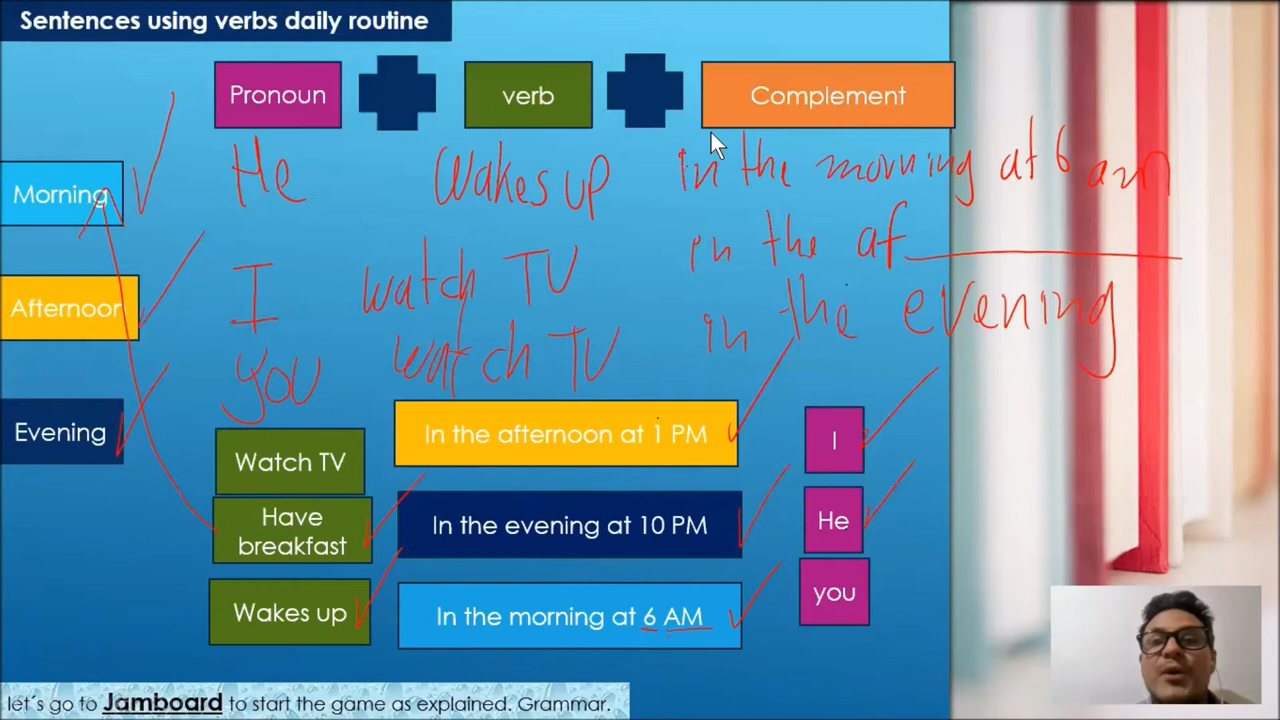 Sentences using verbs daily routine
Pronoun verb Complement
Morning He wakes up in the morning at 6 am
in the af
Afternoon I watch TV
in the evening
You watch TV
Evening In the afternoon at 1 PM I
Watch TV
Have
breakfast In the evening at 10 PM He
Wakes up In the morning at 6 AM you
let´s go to Jamboard to start the game as explained. Grammar.